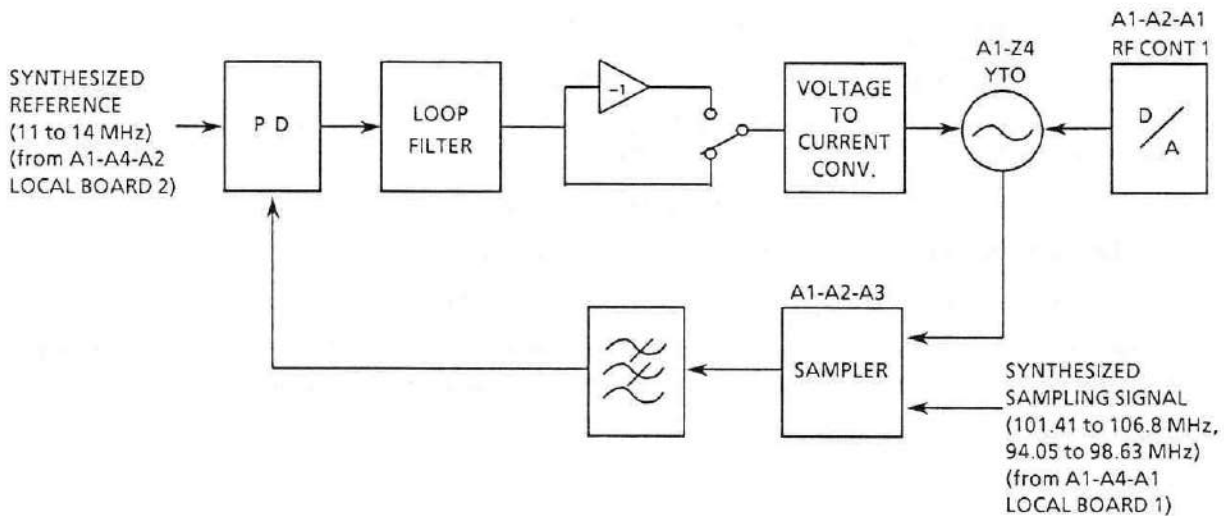 A1-A2-A1
RF CONT 1
A1-Z4
YTO
SYNTHESIZED
REFERENCE
(11 to 14 MHz)
(from A1-A4-A2
LOCAL BOARD 2)
P D
LOOP
FILTER
-1
VOLTAGE
TO
CURRENT
CONV.
D
A
A1-A2-A3
SAMPLER
SYNTHESIZED
SAMPLING SIGNAL
(101.41 to 106.8 MHz,
94.05 to 98.63 MHz)
(from A1-A4-A1
LOCAL BOARD 1)